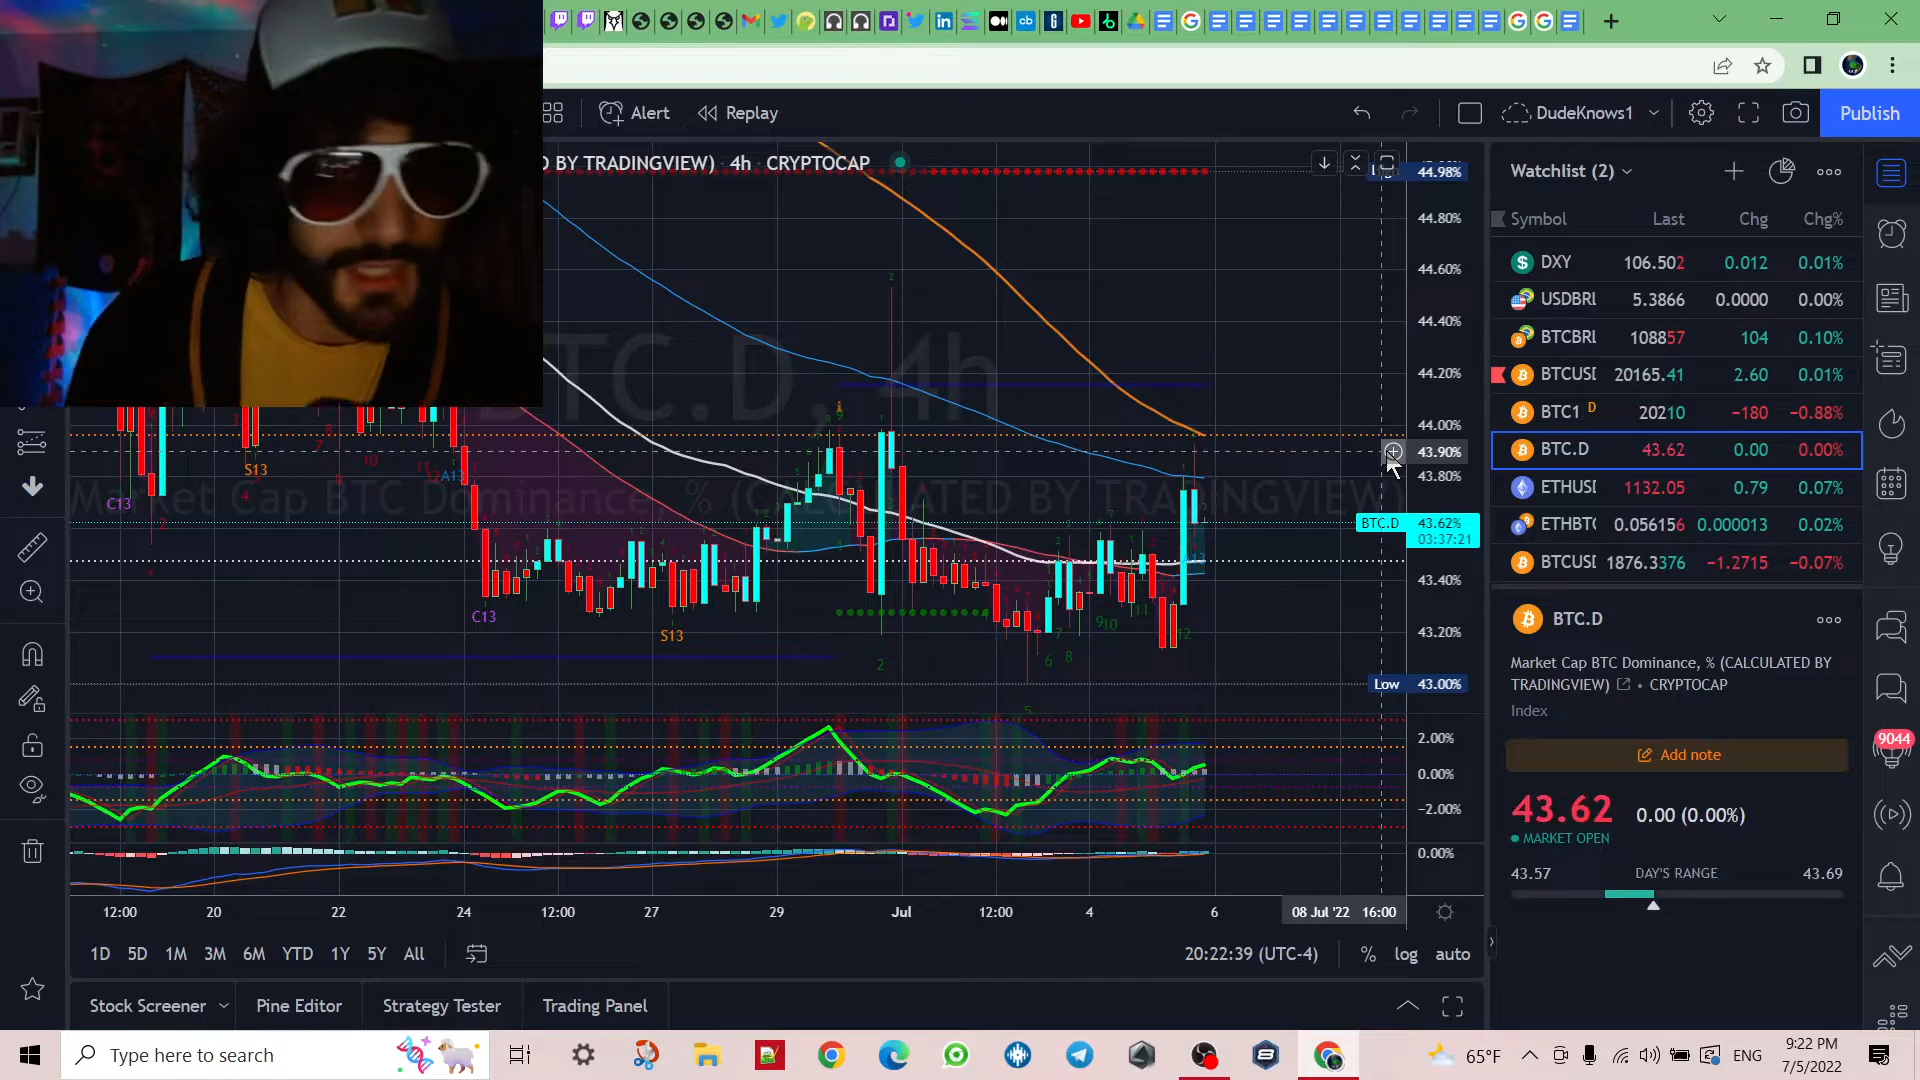 Alert
Replay
DudeKnows1
Publish
D BY TRADINGVIEW) 4h CRYPTOCAP
44.98%
44.80%
44.60%
44.40%
44.20%
44.00%
43.90%
43.80%
BTC.D 43.62%
03:37:21
43.40%
43.20%
Low 43.00%
BTC.D, 4h
Market Cap BTC Dominance, % (CALCULATED BY TRADINGVIEW)
C13
S13
A13
C13
S13
A13
2.00%
0.00%
−2.00%
0.00%
12:00 20 22 24 12:00 27 29 Jul 12:00 4 6 08 Jul '22 16:00
1D 5D 1M 3M 6M YTD 1Y 5Y All
20:22:39 (UTC-4) % log auto
Stock Screener Pine Editor Strategy Tester Trading Panel
Watchlist (2)
Symbol Last Chg Chg%
DXY 106.502 0.012 0.01%
USDBRL 5.3866 0.0000 0.00%
BTCBRL 108857 104 0.10%
BTCUSD 20165.41 2.60 0.01%
BTC1 D 20210 −180 −0.88%
BTC.D 43.62 0.00 0.00%
ETHUSD 1132.05 0.79 0.07%
ETHBTC 0.056156 0.000013 0.02%
BTCUSD 1876.3376 −1.2715 −0.07%
BTC.D
Market Cap BTC Dominance, % (CALCULATED BY
TRADINGVIEW) • CRYPTOCAP
Index
Add note
43.62 0.00 (0.00%)
MARKET OPEN
43.57 DAY'S RANGE 43.69
9044
Type here to search
65°F
ENG
9:22 PM
7/5/2022